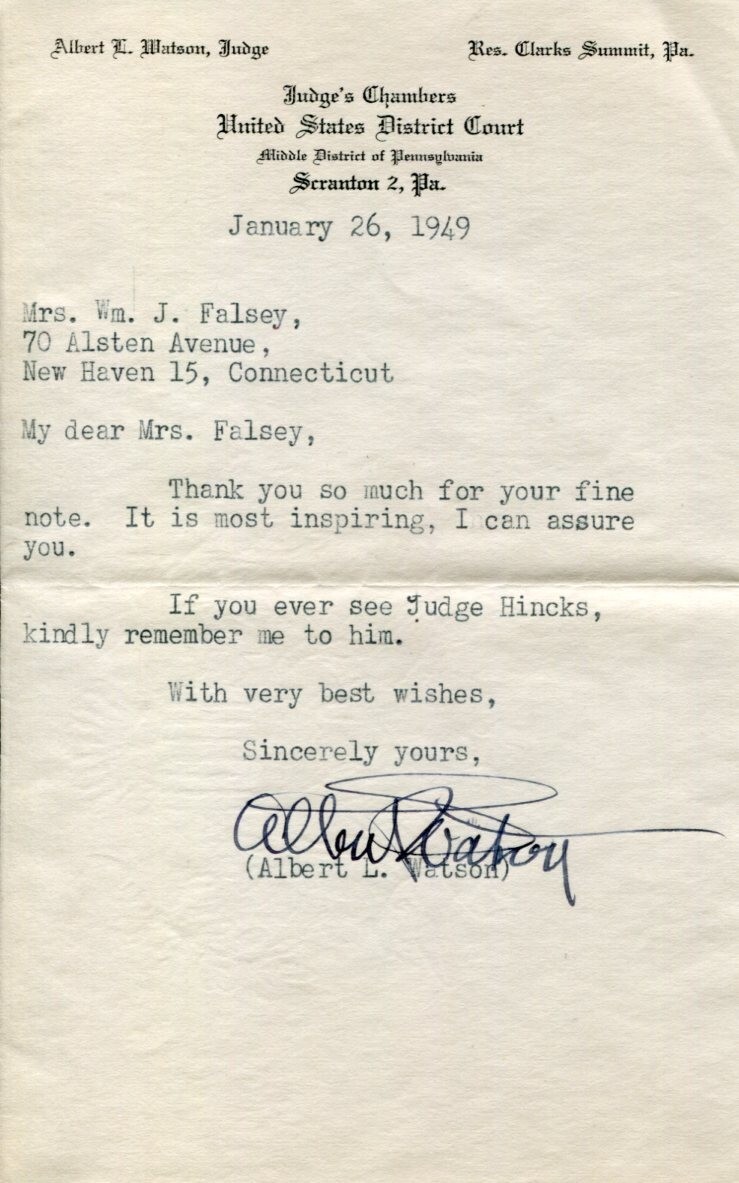 Albert L. Watson, Judge
Res. Clarks Summit, Pa.
Judge's Chambers
United States District Court
Middle District of Pennsylvania
Scranton 2, Pa.
January 26, 1949
Mrs. Wm. J. Falsey,
70 Alsten Avenue,
New Haven 15, Connecticut
My dear Mrs. Falsey,
Thank you so much for your fine
note. It is most inspiring, I can assure
you.
If you ever see Judge Hincks,
kindly remember me to him.
With very best wishes,
Sincerely yours,
Albert L. Watson
(Albert L. Watson)